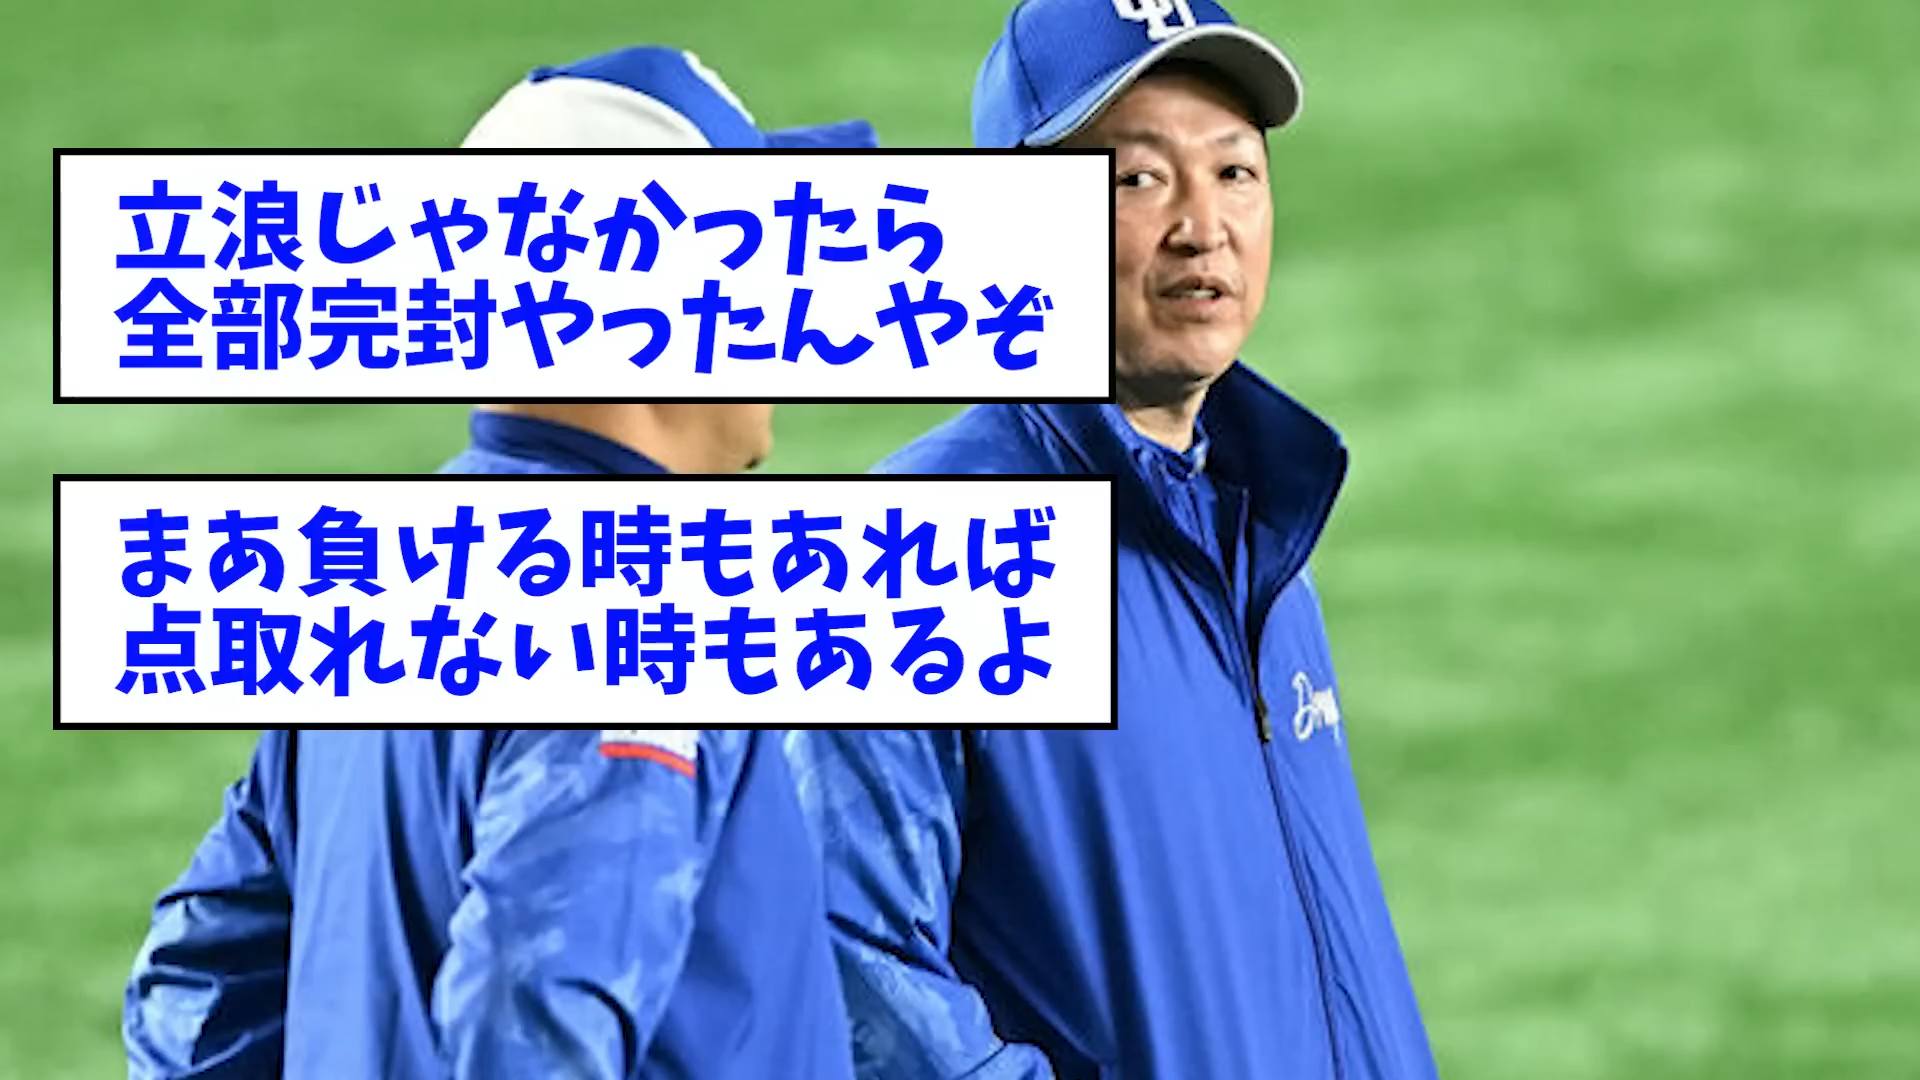 立浪じゃなかったら
全部完封やったんやぞ
まあ負ける時もあれば
点取れない時もあるよ